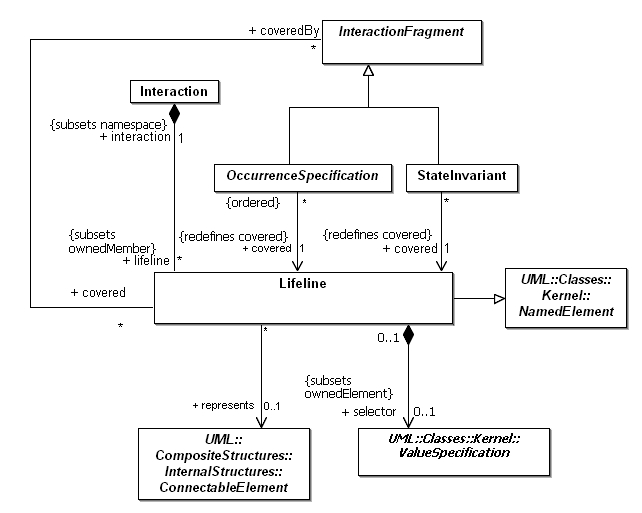 + coveredBy
*
InteractionFragment
Interaction
{subsets namespace}
+ interaction
1
OccurrenceSpecification
StateInvariant
{ordered}
*
*
{subsets
ownedMember}
+ lifeline
*
{redefines covered}
+ covered
1
{redefines covered}
+ covered
1
Lifeline
+ covered
*
UML::Classes::
Kernel::
NamedElement
*
0..1
+ represents
0..1
{subsets
ownedElement}
+ selector
0..1
UML::
CompositeStructures::
InternalStructures::
ConnectableElement
UML::Classes::Kernel::
ValueSpecification